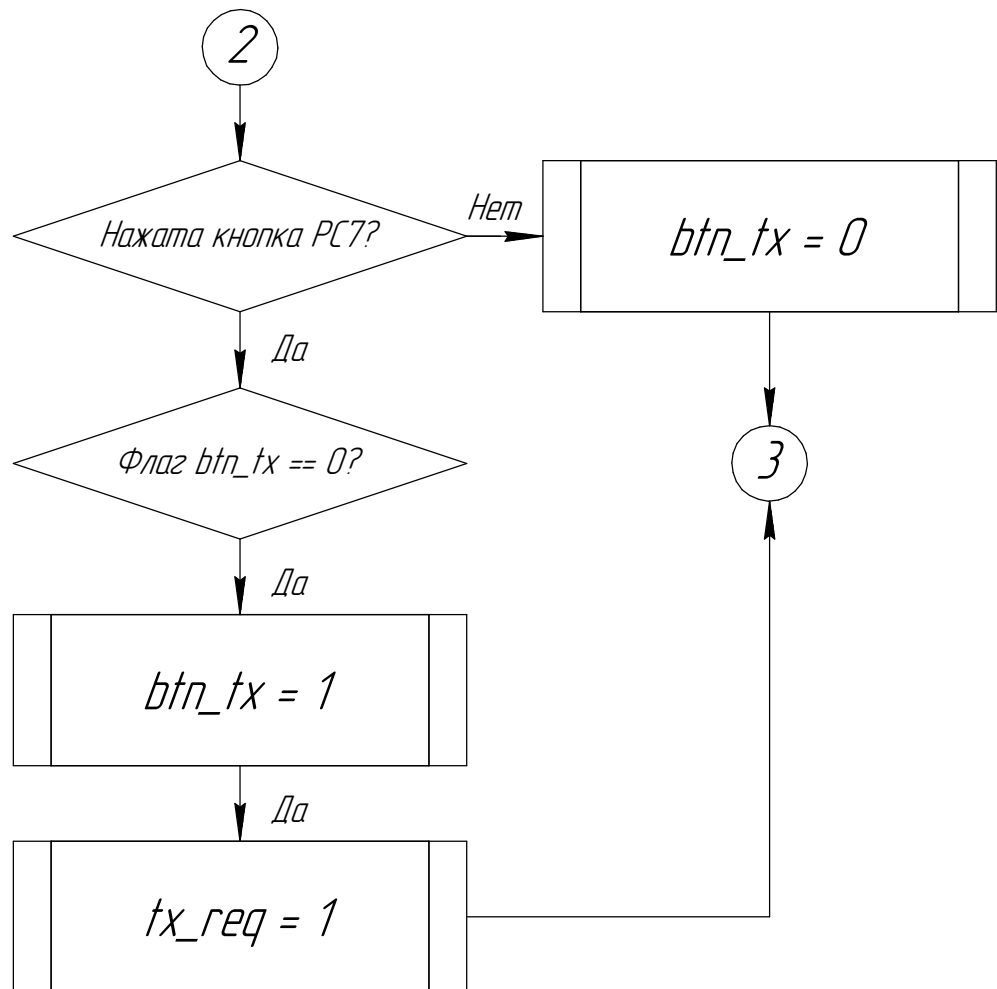 2
Нажата кнопка PC7?
Нет
btn_tx = 0
Да
Флаг btn_tx == 0?
3
Да
btn_tx = 1
Да
tx_req = 1